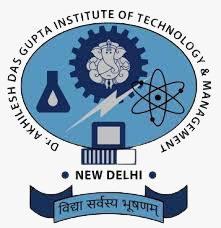 DR. AKHILESH DAS GUPTA INSTITUTE OF TECHNOLOGY & MANAGEMENT
• NEW DELHI •
विद्या सर्वस्य भूषणम्